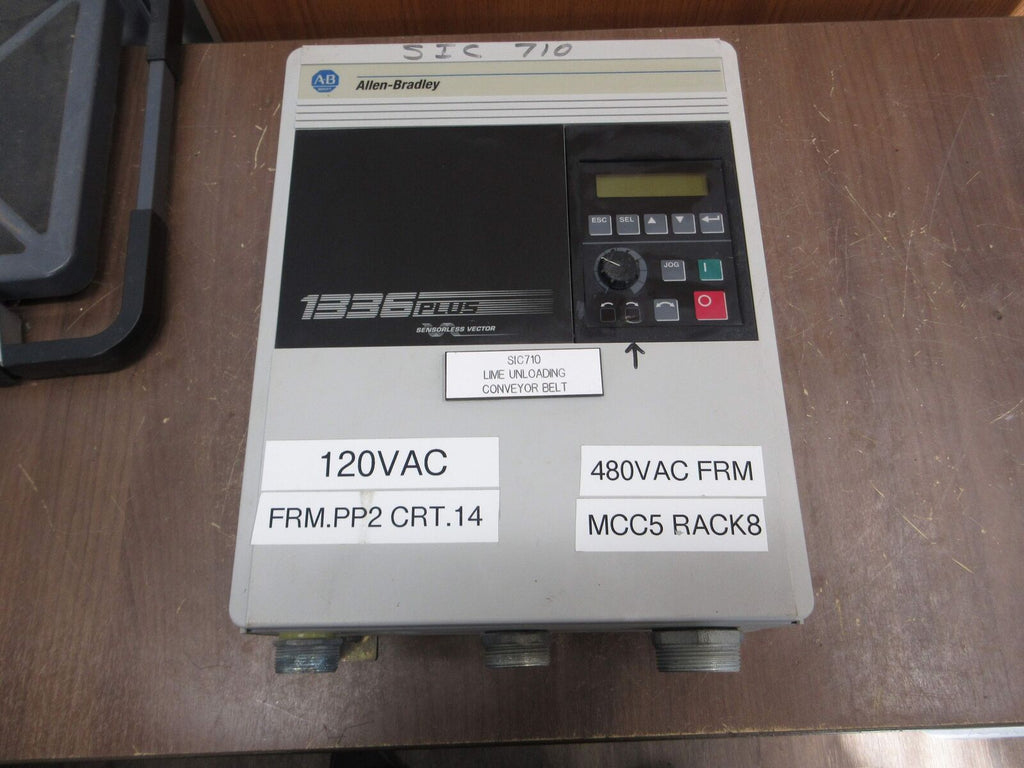 SIC 710
A-B
Allen-Bradley
ESC SEL
JOG
I
O
1336 PLUS
SENSORLESS VECTOR
SIC710
LIME UNLOADING
CONVEYOR BELT
120VAC
FRM.PP2 CRT.14
480VAC FRM
MCC5 RACK8